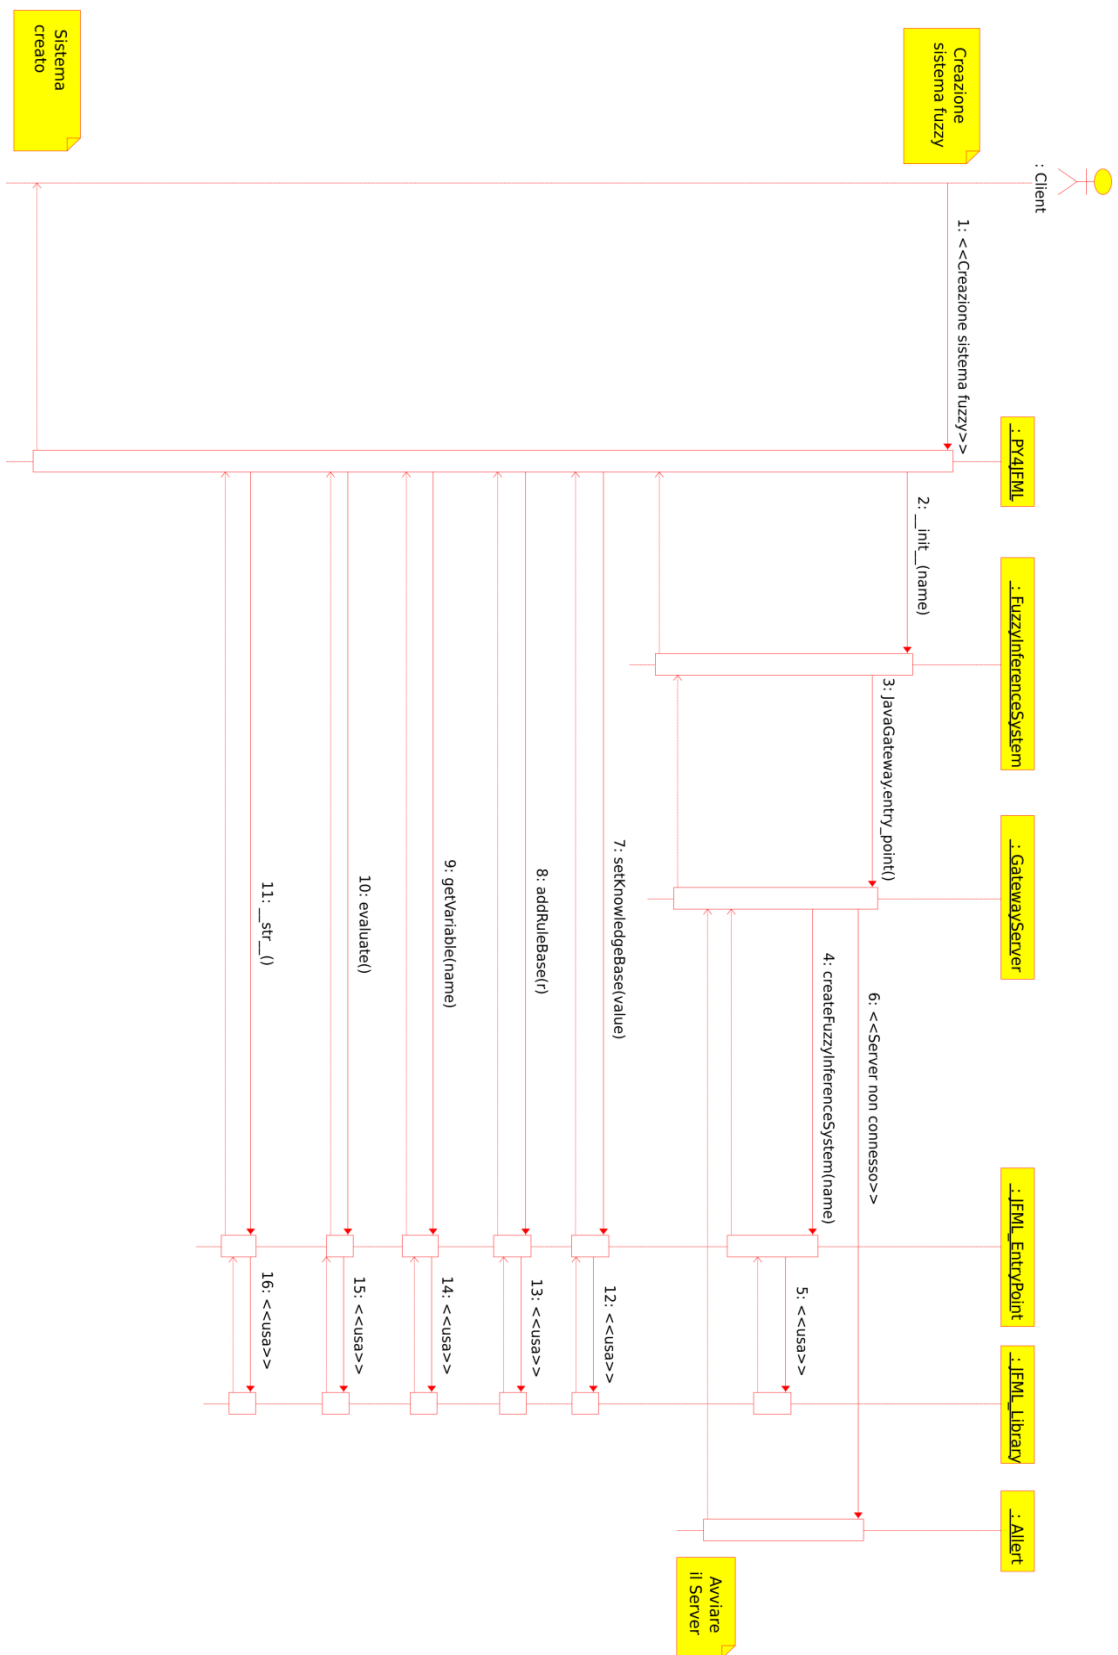 : Client
: PY4JFML
: FuzzyInferenceSystem
: GatewayServer
: JFML_EntryPoint
: JFML_Library
: Allert
Creazione
sistema fuzzy
1: <<Creazione sistema fuzzy>>
2: __init__(name)
3: JavaGateway.entry_point()
6: <<Server non connesso>>
4: createFuzzyInferenceSystem(name)
5: <<usa>>
Avviare
il Server
7: setKnowledgeBase(value)
12: <<usa>>
8: addRuleBase(r)
13: <<usa>>
9: getVariable(name)
14: <<usa>>
10: evaluate()
15: <<usa>>
11: __str__()
16: <<usa>>
Sistema
creato